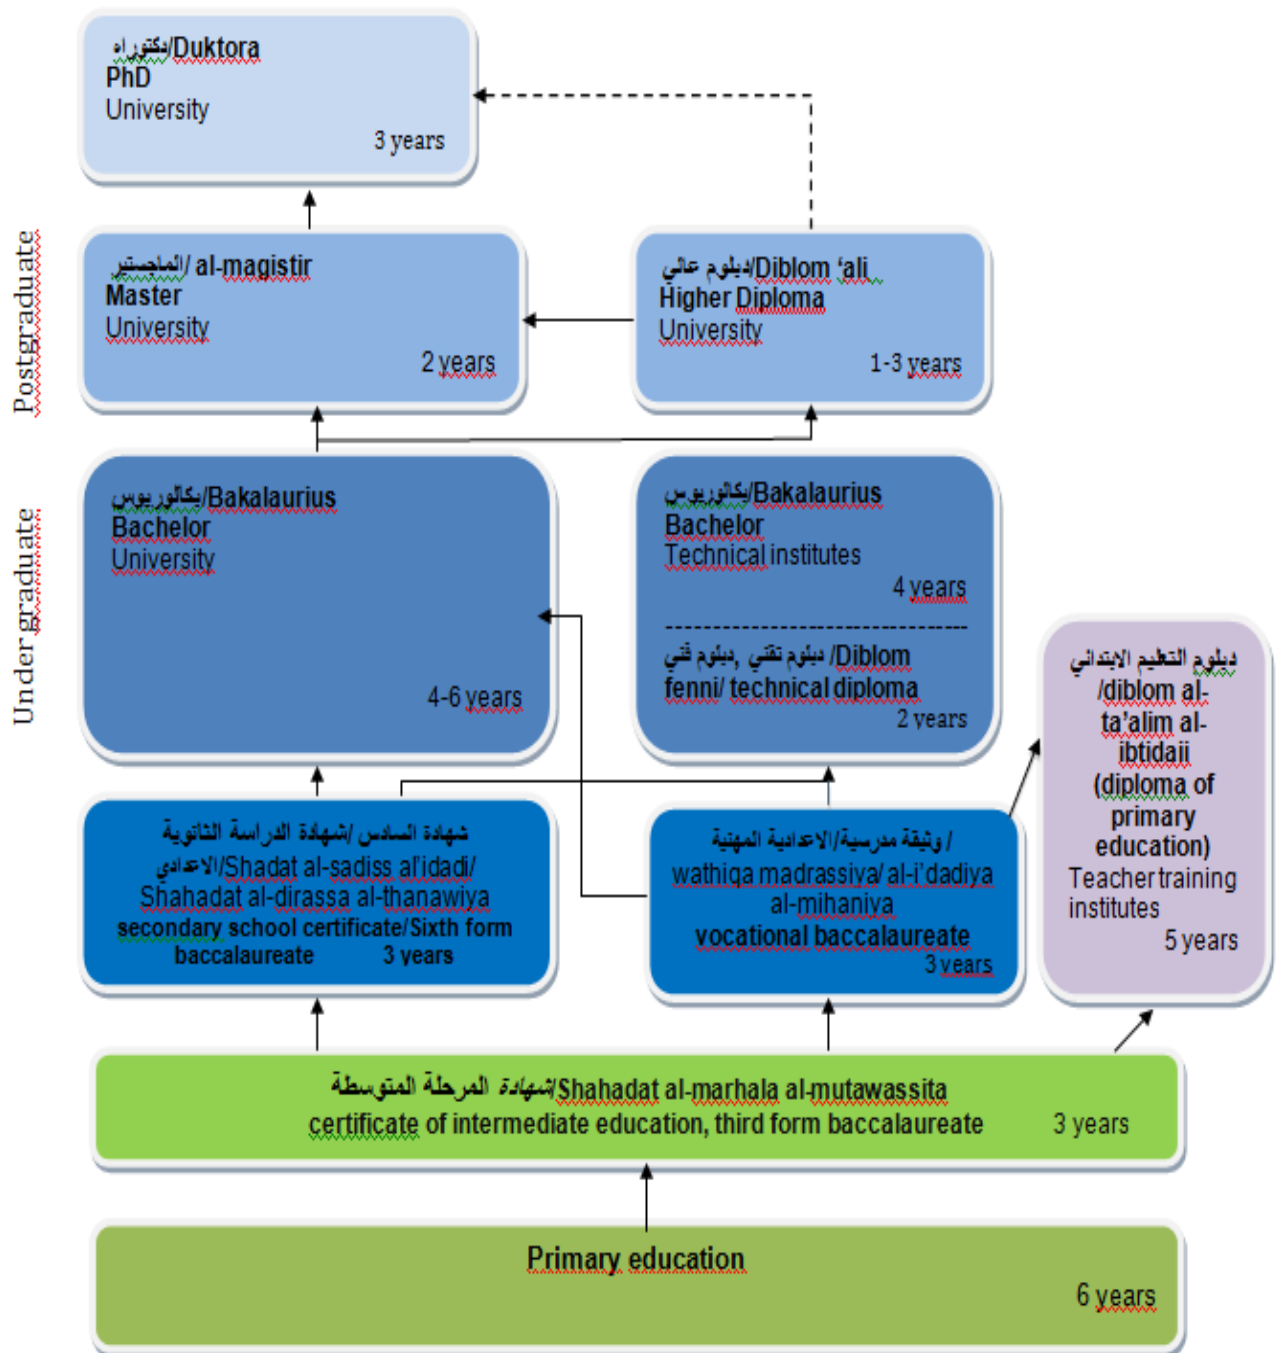 دكتوراه/Duktora
PhD
University
3 years
Postgraduate
الماجستير/ al-magistir
Master
University
2 years
دبلوم عالي/Diblom ‘ali
Higher Diploma
University
1-3 years
Under graduate
بكالوريوس/Bakalaurius
Bachelor
University
4-6 years
بكالوريوس/Bakalaurius
Bachelor
Technical institutes
4 years
دبلوم تقني ,دبلوم فني /Diblom
fenni/ technical diploma
2 years
دبلوم التعليم الابتدائي
/diblom al-
ta’alim al-
ibtidaii
(diploma of
primary
education)
Teacher training
institutes
5 years
شهادة السادس /شهادة الدراسة الثانوية
الاعدادي/Shadat al-sadiss al’idadi/
Shahadat al-dirassa al-thanawiya
secondary school certificate/Sixth form
baccalaureate 3 years
وثيقة مدرسية/الاعدادية المهنية /
wathiqa madrassiya/ al-i’dadiya
al-mihaniya
vocational baccalaureate
3 years
شهادة المرحلة المتوسطة/Shahadat al-marhala al-mutawassita
certificate of intermediate education, third form baccalaureate 3 years
Primary education
6 years